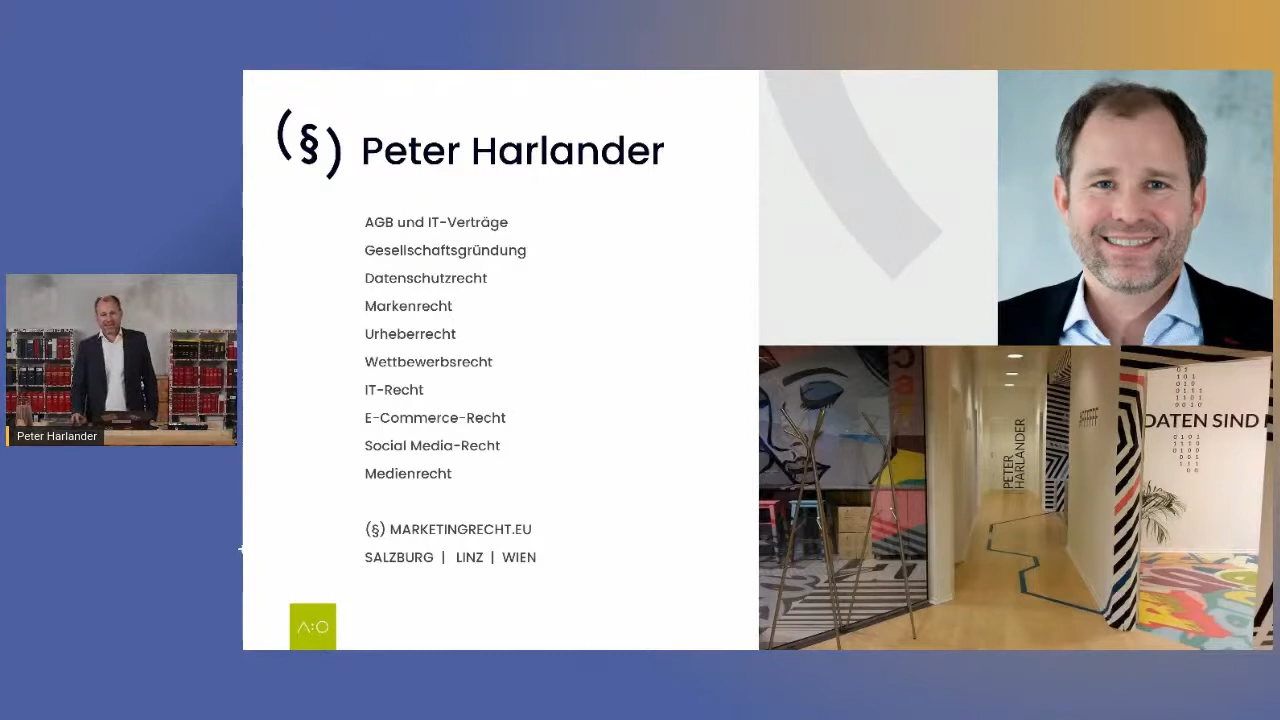 (§) Peter Harlander
AGB und IT-Verträge
Gesellschaftsgründung
Datenschutzrecht
Markenrecht
Urheberrecht
Wettbewerbsrecht
IT-Recht
E-Commerce-Recht
Social Media-Recht
Medienrecht
(§) MARKETINGRECHT.EU
SALZBURG | LINZ | WIEN
Λ:O
Peter Harlander
PETER
HARLANDER
DATEN SIND